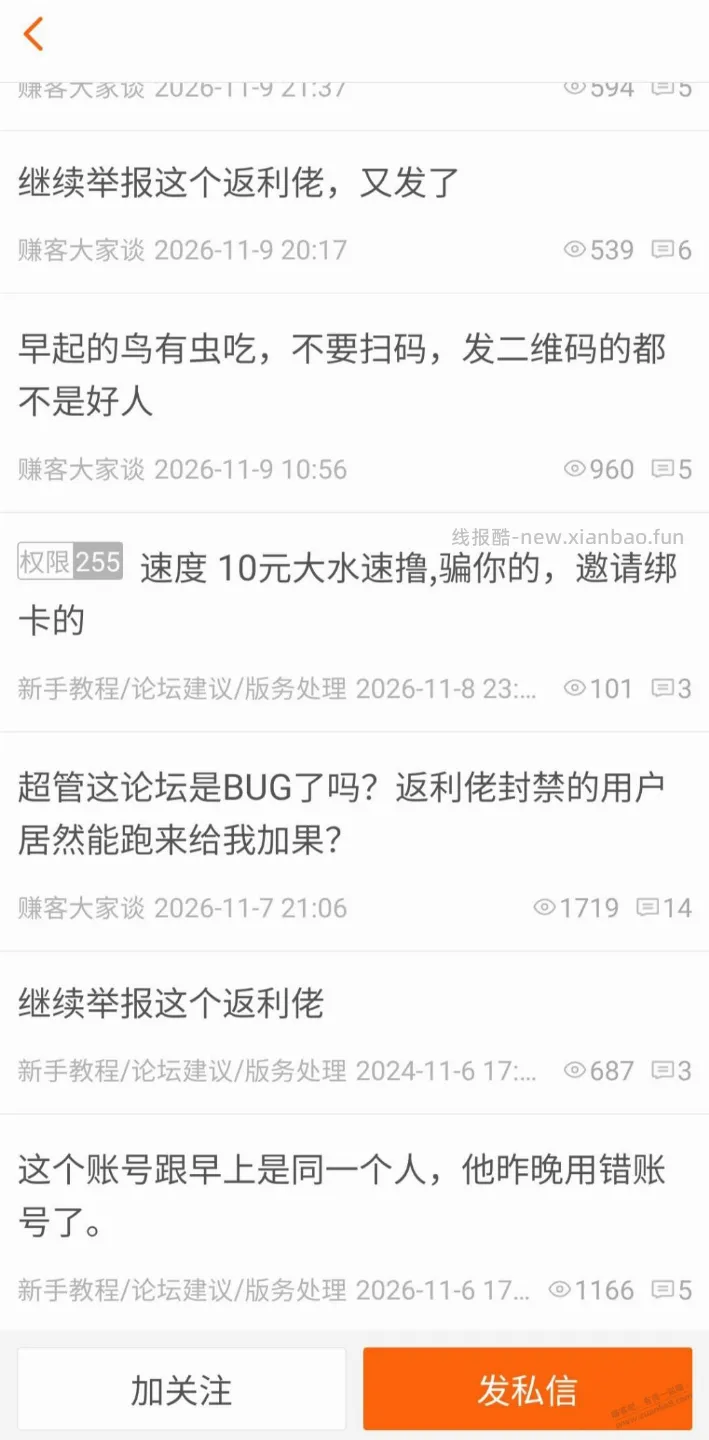 赚客大家谈 2026-11-9 21:37 594 5
继续举报这个返利佬，又发了
赚客大家谈 2026-11-9 20:17 539 6
早起的鸟有虫吃，不要扫码，发二维码的都
不是好人
赚客大家谈 2026-11-9 10:56 960 5
线报酷-new.xianbao.fun
权限255 速度 10元大水速撸,骗你的，邀请绑
卡的
新手教程/论坛建议/版务处理 2026-11-8 23:... 101 3
超管这论坛是BUG了吗？返利佬封禁的用户
居然能跑来给我加果？
赚客大家谈 2026-11-7 21:06 1719 14
继续举报这个返利佬
新手教程/论坛建议/版务处理 2024-11-6 17:... 687 3
这个账号跟早上是同一个人，他昨晚用错账
号了。
新手教程/论坛建议/版务处理 2026-11-6 17... 1166 5
加关注 发私信